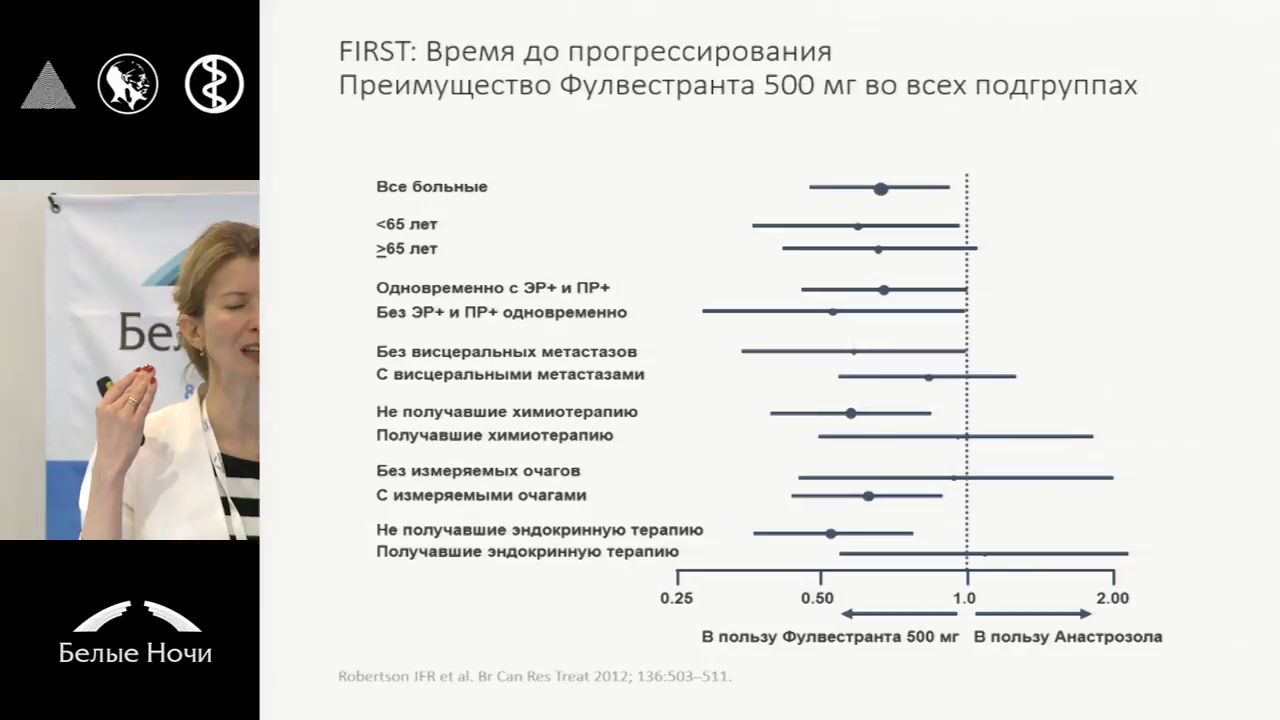 FIRST: Время до прогрессирования
Преимущество Фулвестранта 500 мг во всех подгруппах
Все больные
<65 лет
≥65 лет
Одновременно с ЭР+ и ПР+
Без ЭР+ и ПР+ одновременно
Без висцеральных метастазов
С висцеральными метастазами
Не получавшие химиотерапию
Получавшие химиотерапию
Без измеряемых очагов
С измеряемыми очагами
Не получавшие эндокринную терапию
Получавшие эндокринную терапию
0.25 0.50 1.0 2.00
В пользу Фулвестранта 500 мг В пользу Анастрозола
Robertson JFR et al. Br Can Res Treat 2012; 136:503–511.
Белые Ночи